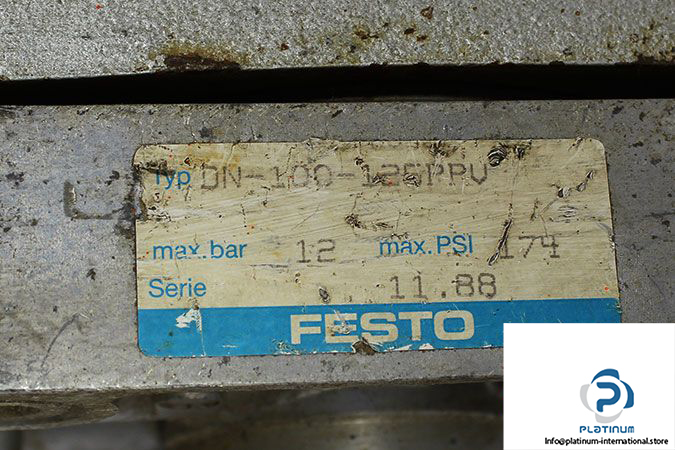 Typ DN-100-125PPV
max.bar 12 max.PSI 174
Serie 11.88
FESTO
PLATINUM
Info@platinum-international.store